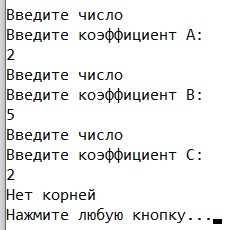 Введите число
Введите коэффициент A:
2
Введите число
Введите коэффициент B:
5
Введите число
Введите коэффициент C:
2
Нет корней
Нажмите любую кнопку...